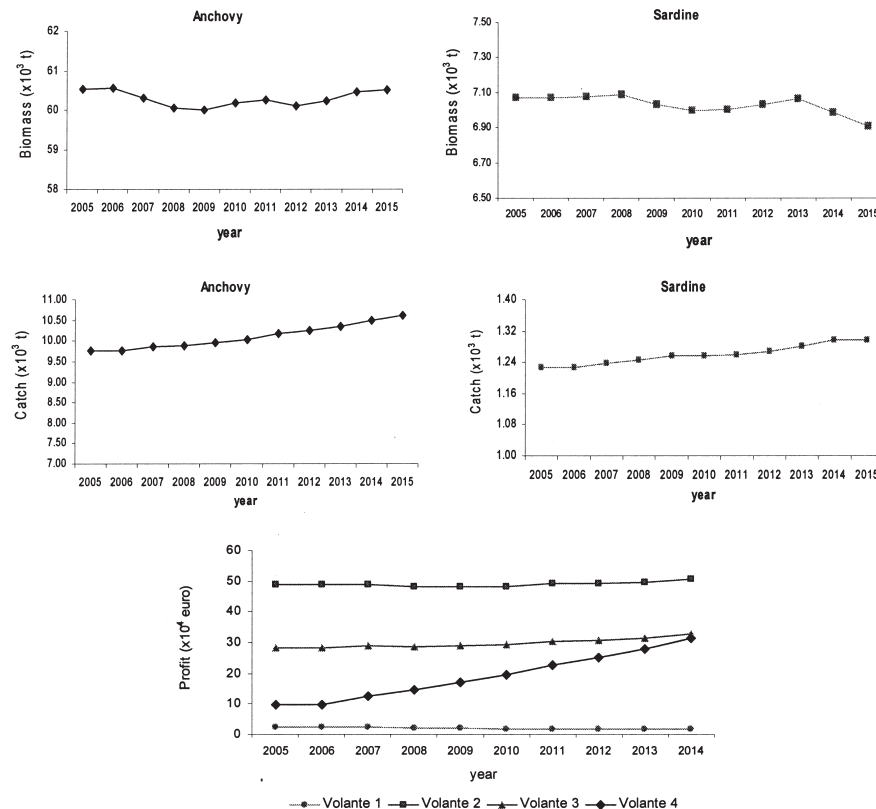 Anchovy
Biomass (x10³ t)
62
61
60
59
58
2005 2006 2007 2008 2009 2010 2011 2012 2013 2014 2015
year
Sardine
Biomass (x10³ t)
7.50
7.30
7.10
6.90
6.70
6.50
2005 2006 2007 2008 2009 2010 2011 2012 2013 2014 2015
year
Anchovy
Catch (x10³ t)
11.00
10.50
10.00
9.50
9.00
8.50
8.00
7.50
7.00
2005 2006 2007 2008 2009 2010 2011 2012 2013 2014 2015
year
Sardine
Catch (x10³ t)
1.40
1.32
1.24
1.16
1.08
1.00
2005 2006 2007 2008 2009 2010 2011 2012 2013 2014 2015
year
Profit (x10⁴ euro)
60
50
40
30
20
10
0
2005 2006 2007 2008 2009 2010 2011 2012 2013 2014
year
Volante 1 Volante 2 Volante 3 Volante 4